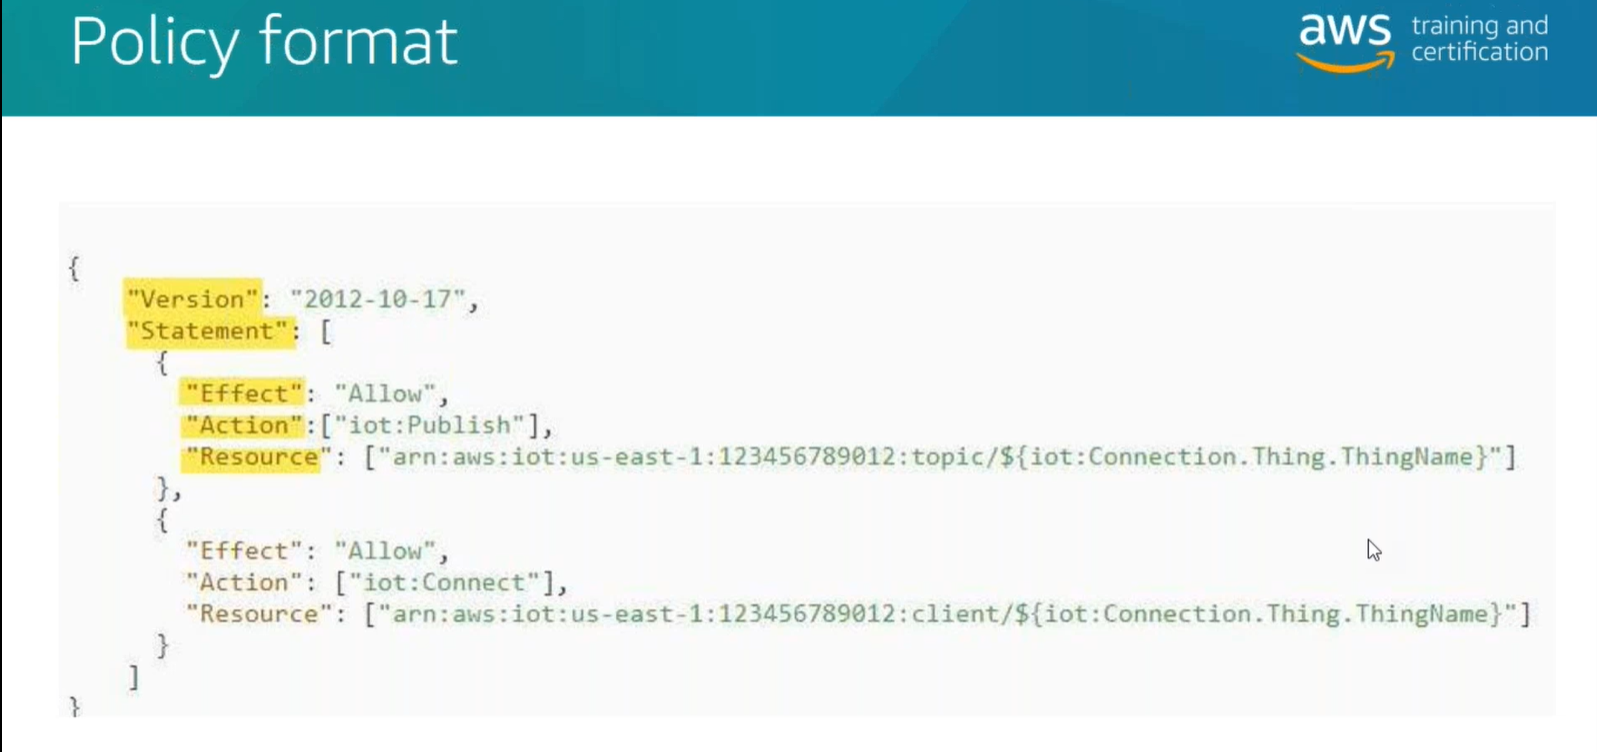 Policy format
aws training and
certification
{
"Version": "2012-10-17",
"Statement": [
{
"Effect": "Allow",
"Action":["iot:Publish"],
"Resource": ["arn:aws:iot:us-east-1:123456789012:topic/${iot:Connection.Thing.ThingName}"]
},
{
"Effect": "Allow",
"Action": ["iot:Connect"],
"Resource": ["arn:aws:iot:us-east-1:123456789012:client/${iot:Connection.Thing.ThingName}"]
}
]
}